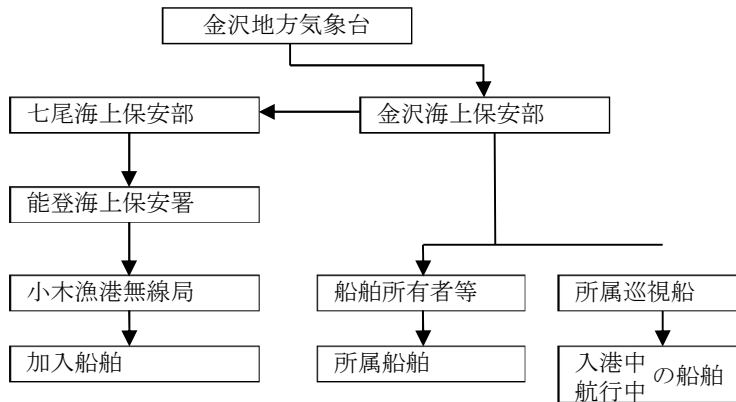 金沢地方気象台
七尾海上保安部
金沢海上保安部
能登海上保安署
小木漁港無線局
船舶所有者等
所属巡視船
加入船舶
所属船舶
入港中
航行中
の船舶